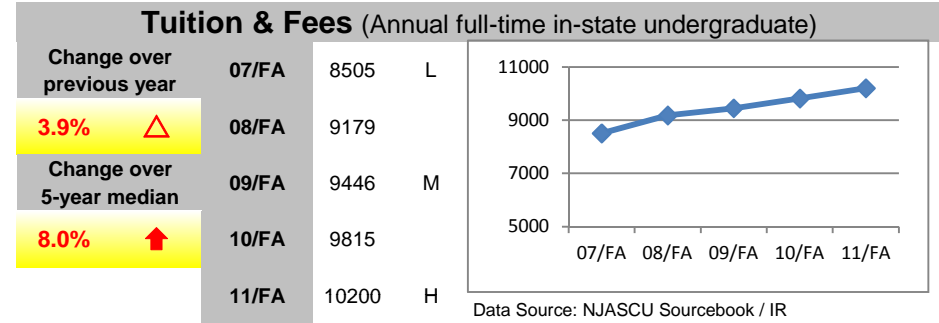 Tuition & Fees (Annual full-time in-state undergraduate)
Change over
previous year
07/FA 8505 L
3.9%
08/FA 9179
Change over
5-year median
09/FA 9446 M
8.0%
10/FA 9815
11/FA 10200 H
11000
9000
7000
5000
07/FA 08/FA 09/FA 10/FA 11/FA
Data Source: NJASCU Sourcebook / IR